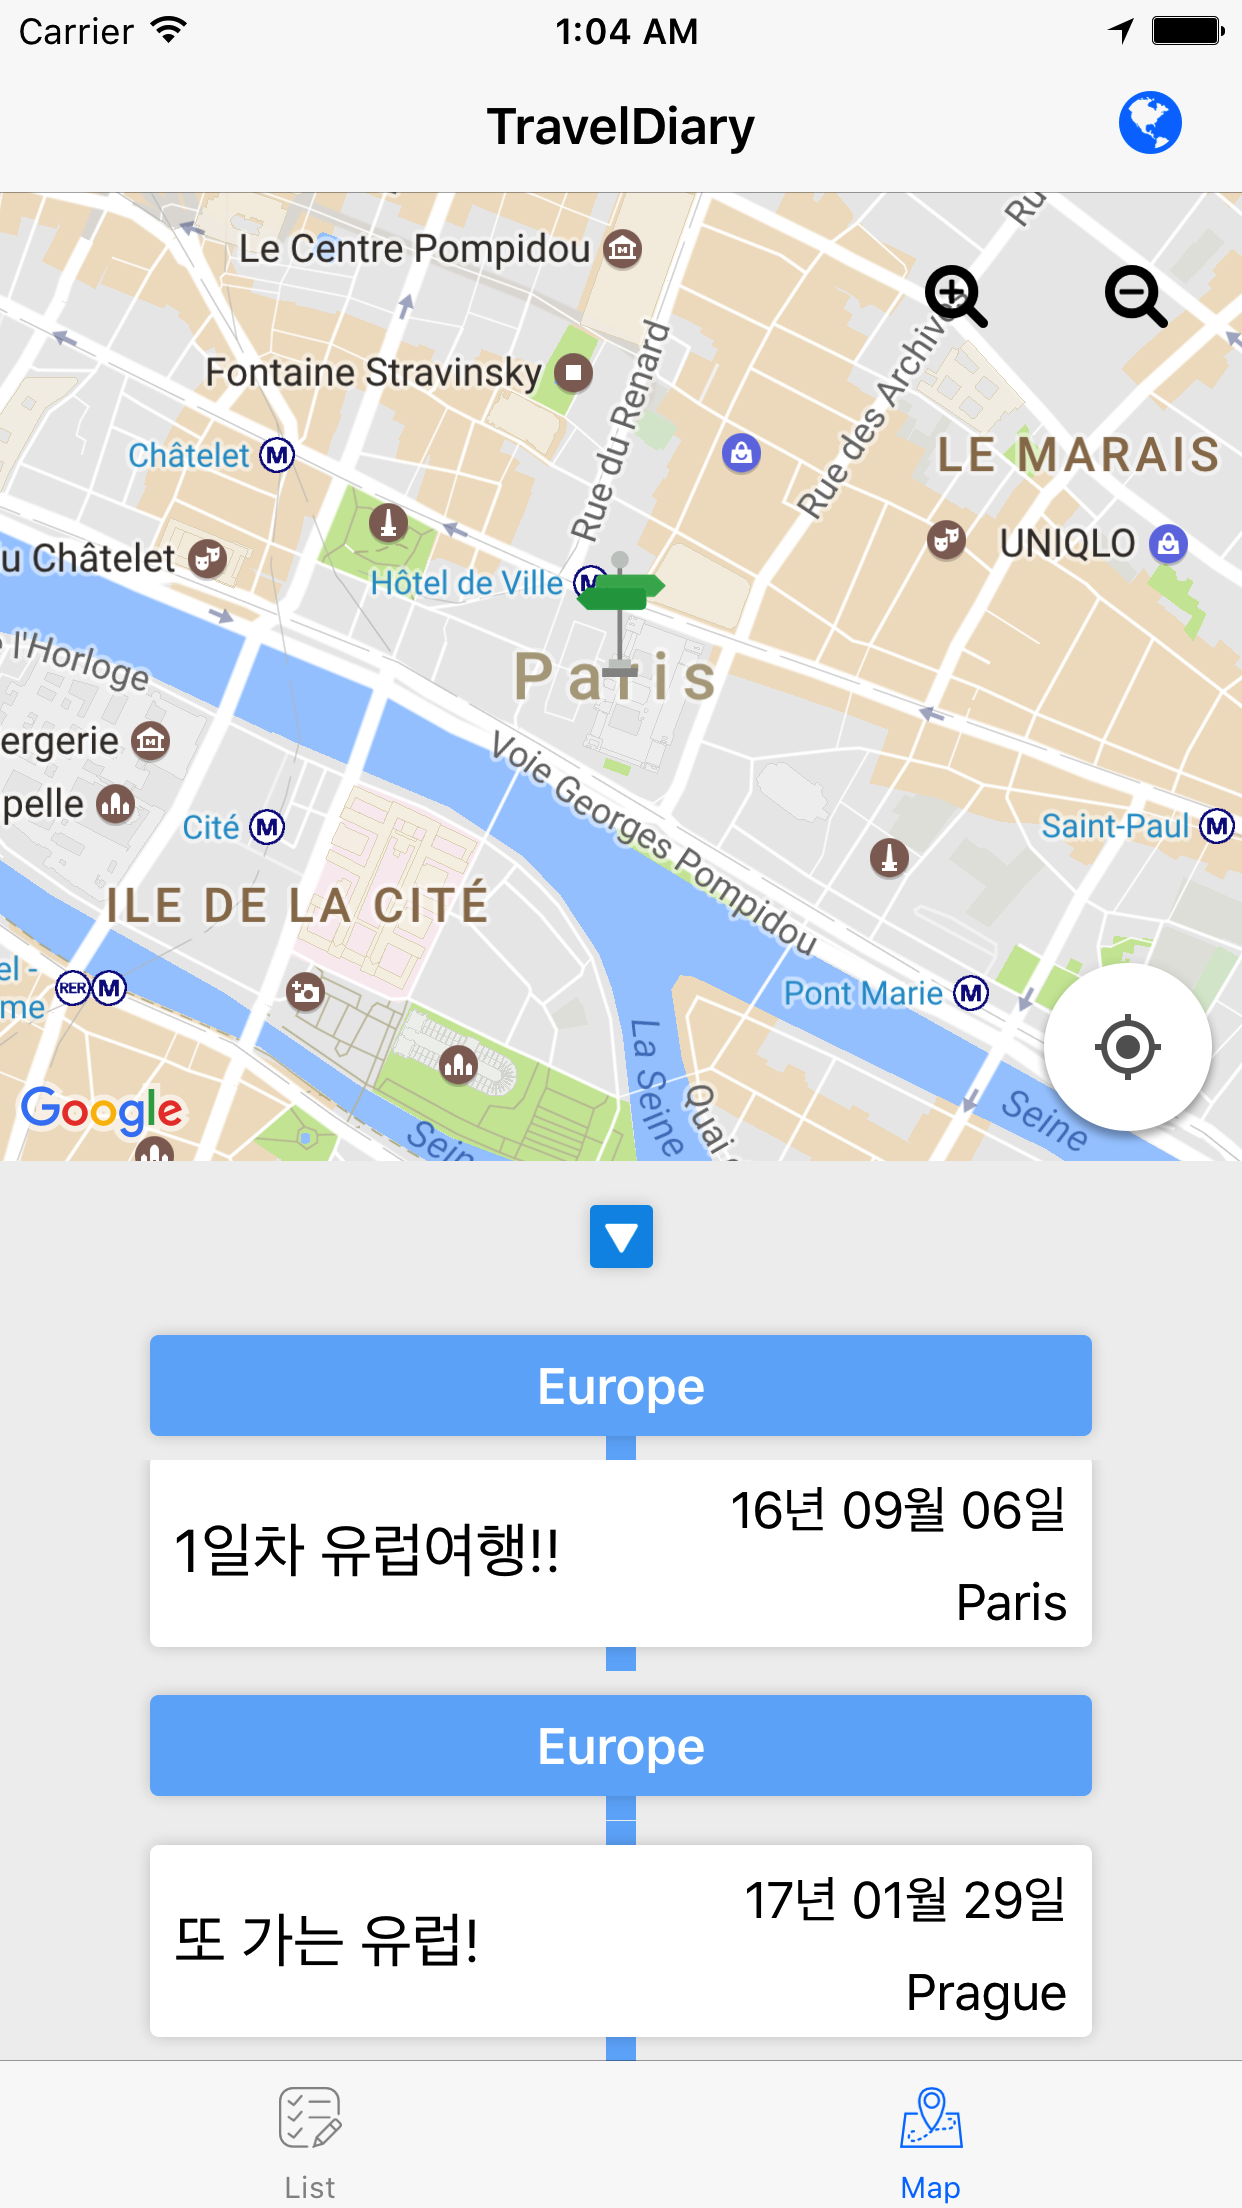 Carrier 1:04 AM
TravelDiary
Ru
Le Centre Pompidou
Fontaine Stravinsky
Rue du Renard
Rue des Archives
Châtelet M
LE MARAIS
u Châtelet
UNIQLO
Hôtel de Ville M
l'Horloge
Paris
ergerie
Voie Georges Pompidou
pelle
Cité M
Saint-Paul M
ILE DE LA CITÉ
el -
me
RER M
Pont Marie M
La Seine
Quai
Seine
Sein
Google
Europe
16년 09월 06일
1일차 유럽여행!!
Paris
Europe
17년 01월 29일
또 가는 유럽!
Prague
List
Map